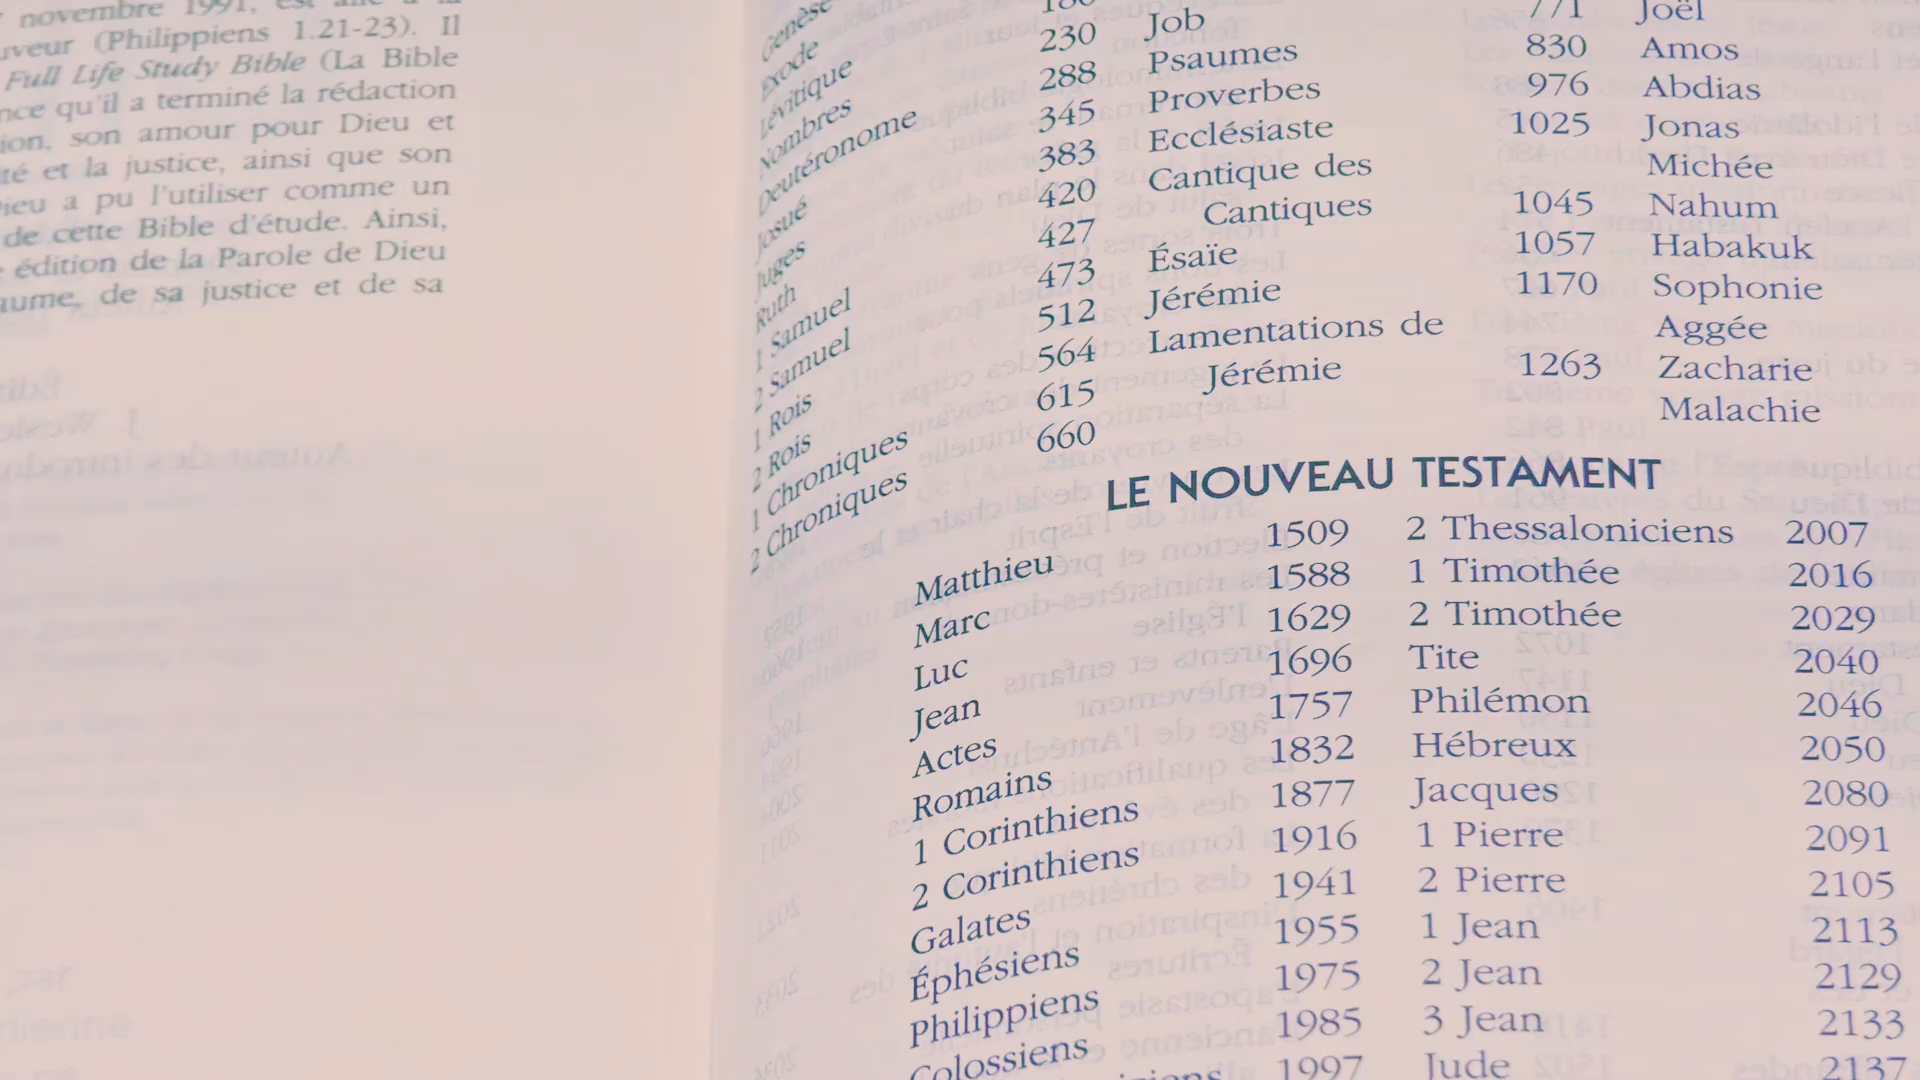 novembre 1991, est
uveur (Philippiens 1.21-23). Il
Full Life Study Bible (La Bible
nce qu'il a terminé la rédaction
ion, son amour pour Dieu et
té et la justice, ainsi que son
ieu a pu l'utiliser comme un
de cette Bible d'étude. Ainsi,
édition de la Parole de Dieu
aume, de sa justice et de sa
Genèse
Exode 230
Lévitique 288
Nombres 345
Deutéronome 383
Josué 420
Juges 427
Ruth 473
1 Samuel 512
2 Samuel 564
1 Rois 615
2 Rois 660
1 Chroniques
2 Chroniques
Job 771
Psaumes 830
Proverbes 976
Ecclésiaste 1025
Cantique des
Cantiques 1045
Ésaïe 1057
Jérémie 1170
Lamentations de
Jérémie 1263
Joël
Amos
Abdias
Jonas
Michée
Nahum
Habakuk
Sophonie
Aggée
Zacharie
Malachie
LE NOUVEAU TESTAMENT
Matthieu 1509
Marc 1588
Luc 1629
Jean 1696
Actes 1757
Romains 1832
1 Corinthiens 1877
2 Corinthiens 1916
Galates 1941
Éphésiens 1955
Philippiens 1975
Colossiens 1985
1997
2 Thessaloniciens 2007
1 Timothée 2016
2 Timothée 2029
Tite 2040
Philémon 2046
Hébreux 2050
Jacques 2080
1 Pierre 2091
2 Pierre 2105
1 Jean 2113
2 Jean 2129
3 Jean 2133
Jude 2137